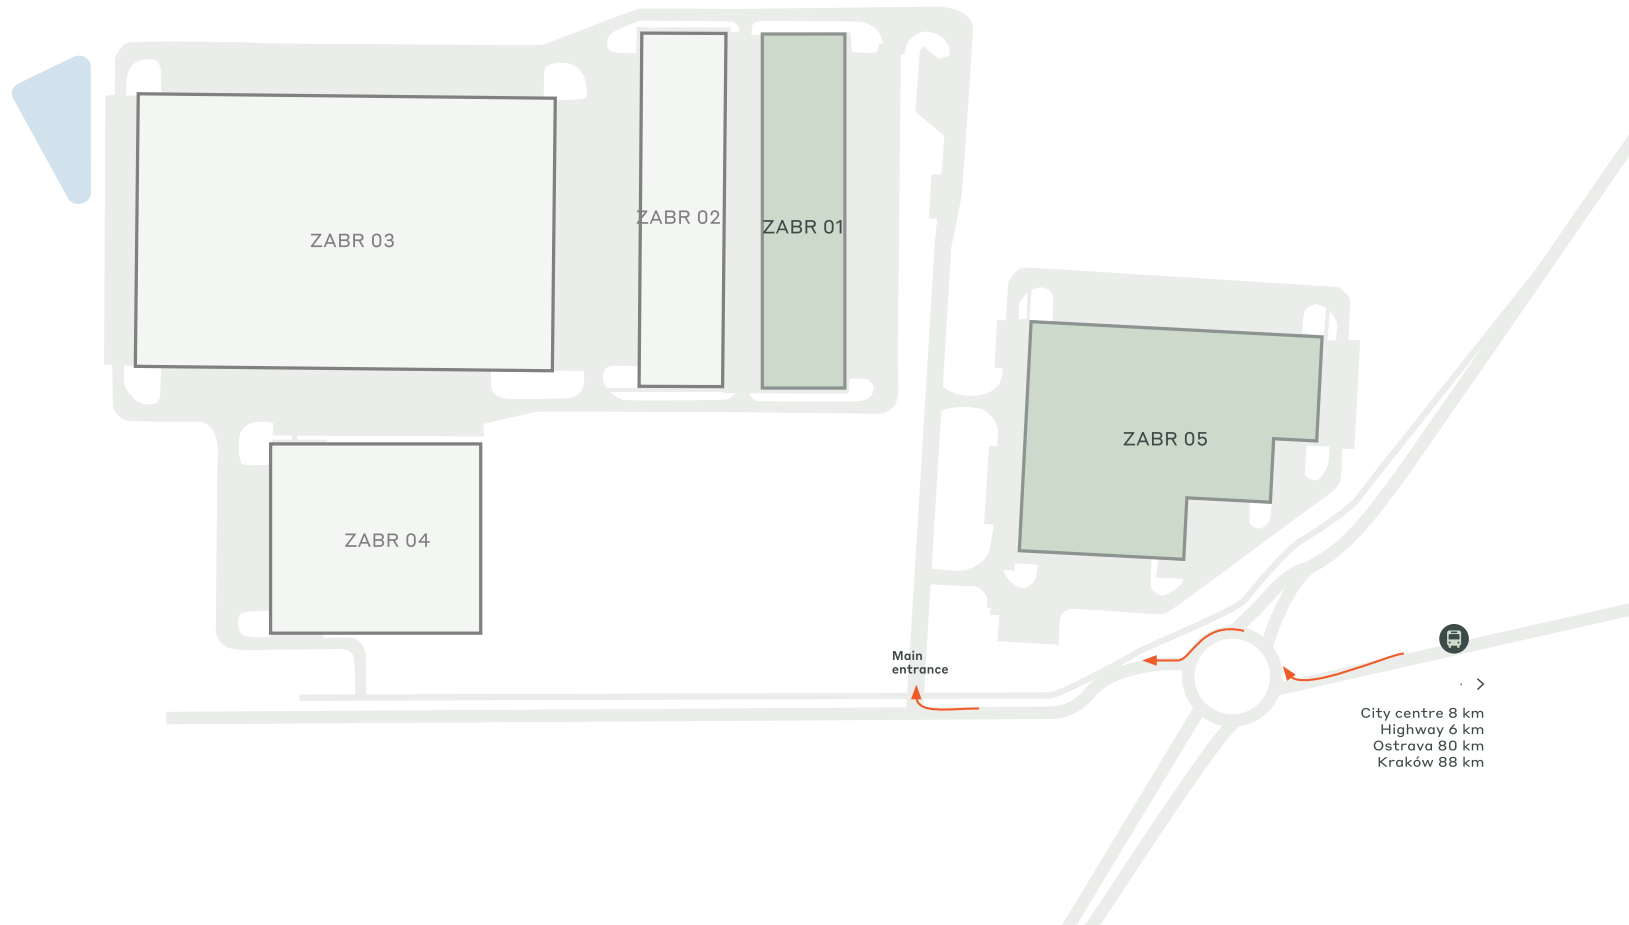 ZABR 02
ZABR 01
ZABR 03
ZABR 05
ZABR 04
Main
entrance
City centre 8 km
Highway 6 km
Ostrava 80 km
Kraków 88 km